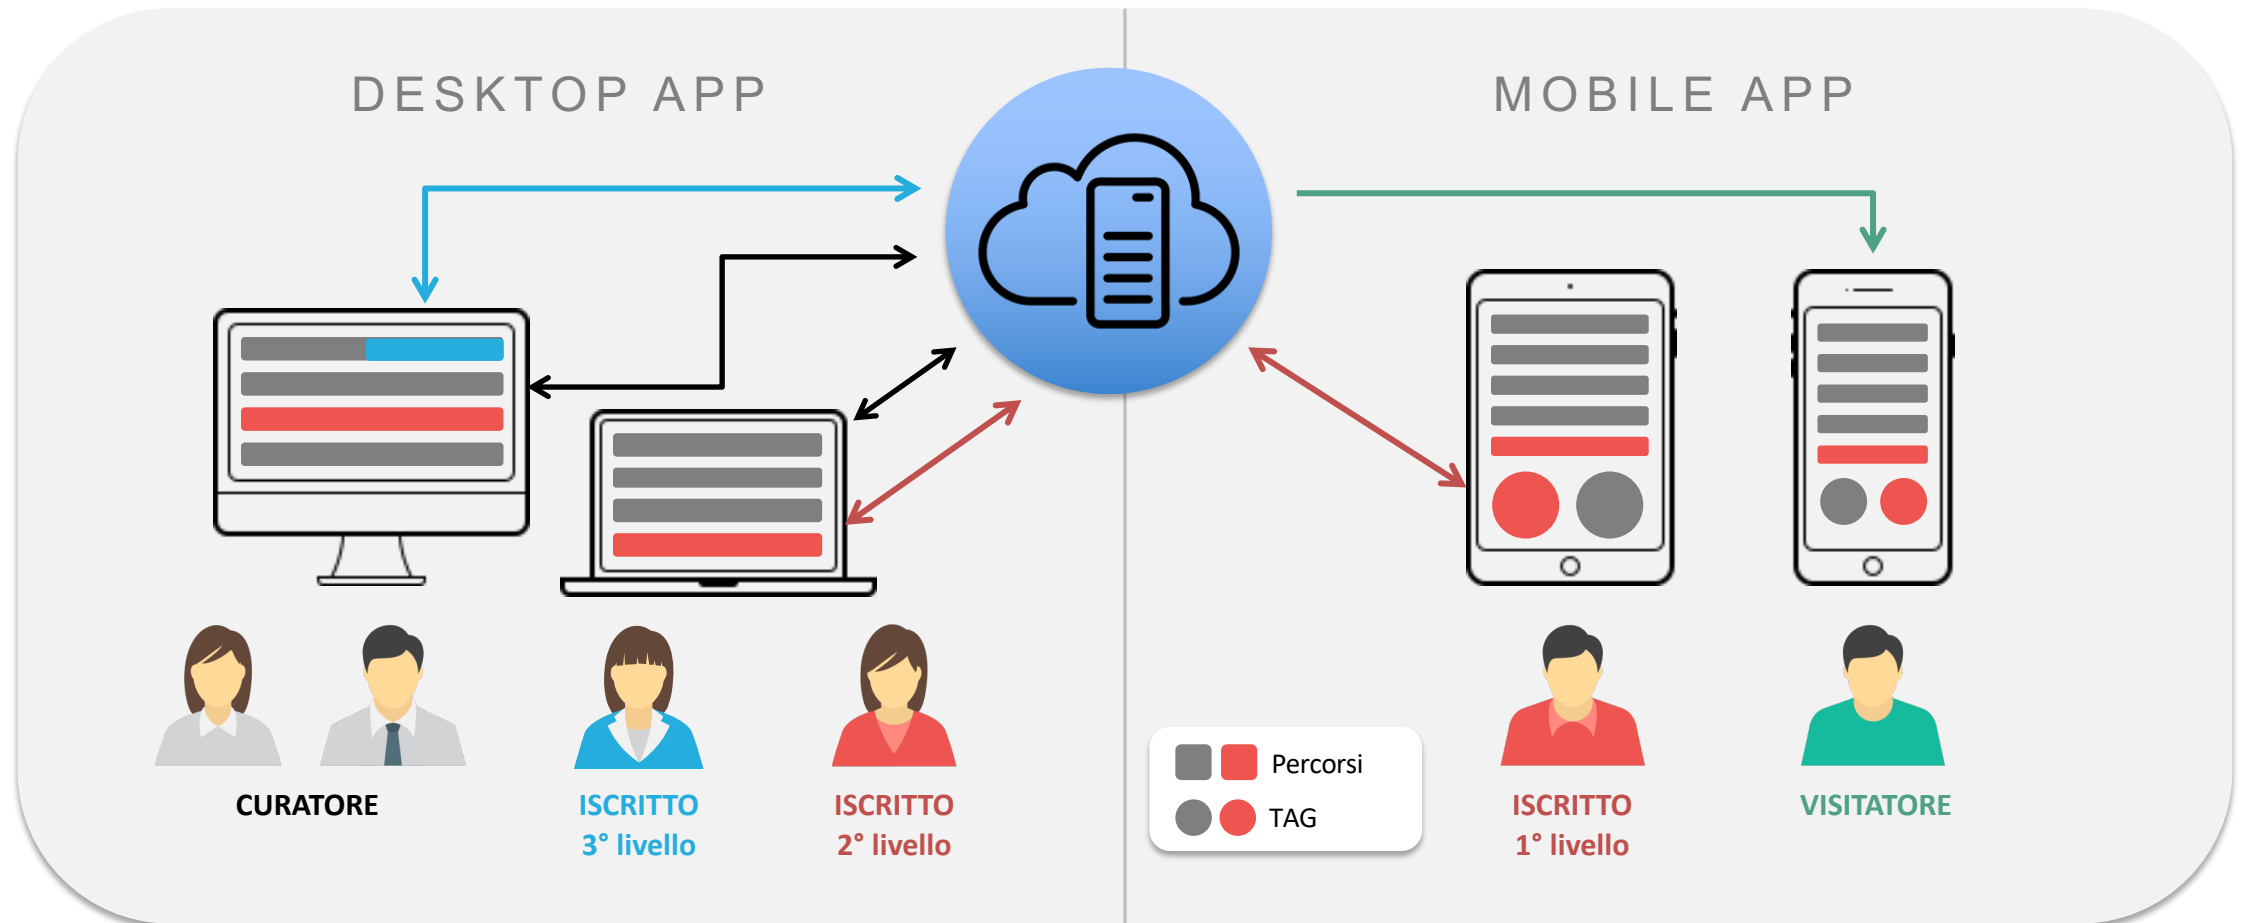 DESKTOP APP
MOBILE APP
CURATORE
ISCRITTO
3° livello
ISCRITTO
2° livello
Percorsi
TAG
ISCRITTO
1° livello
VISITATORE